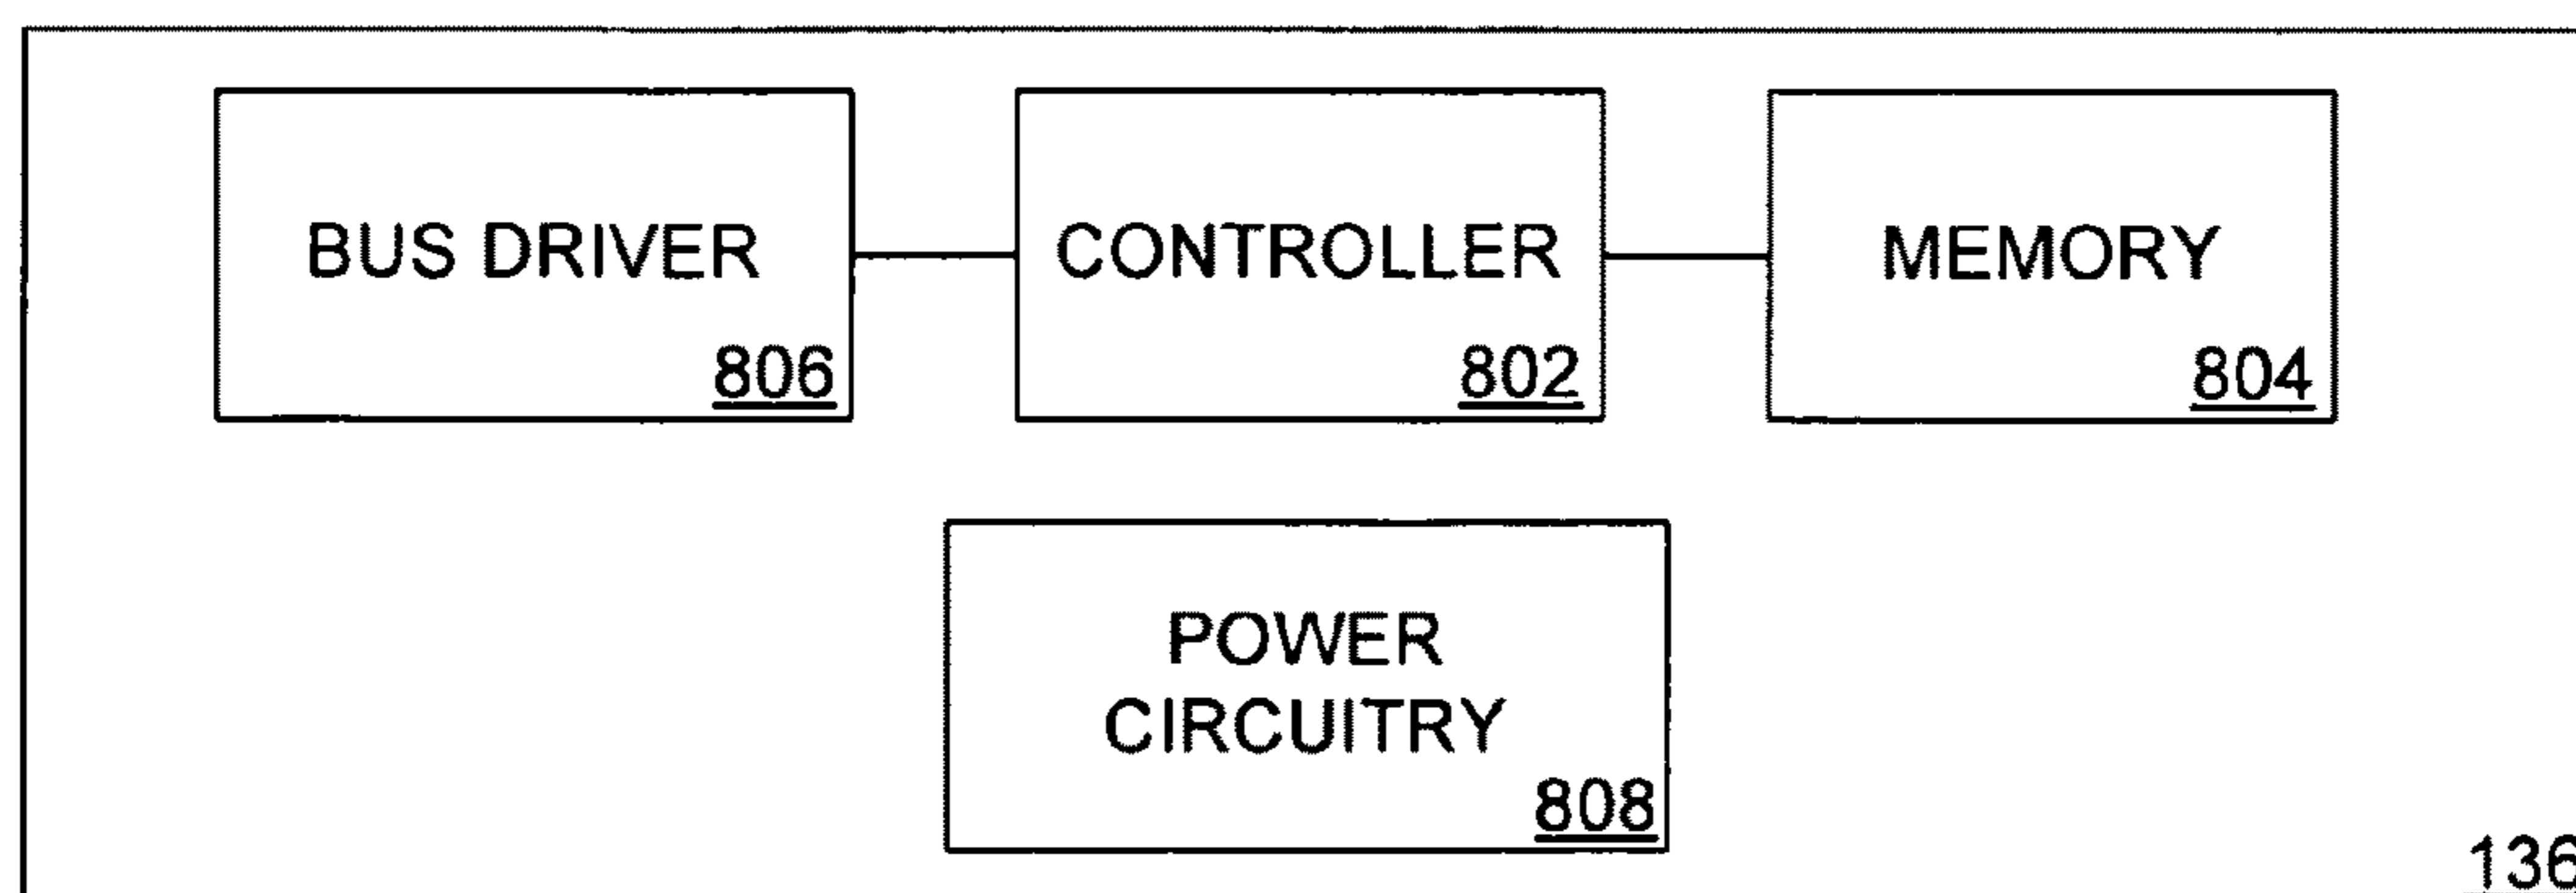 BUS DRIVER
806
CONTROLLER
802
MEMORY
804
POWER
CIRCUITRY
808
136